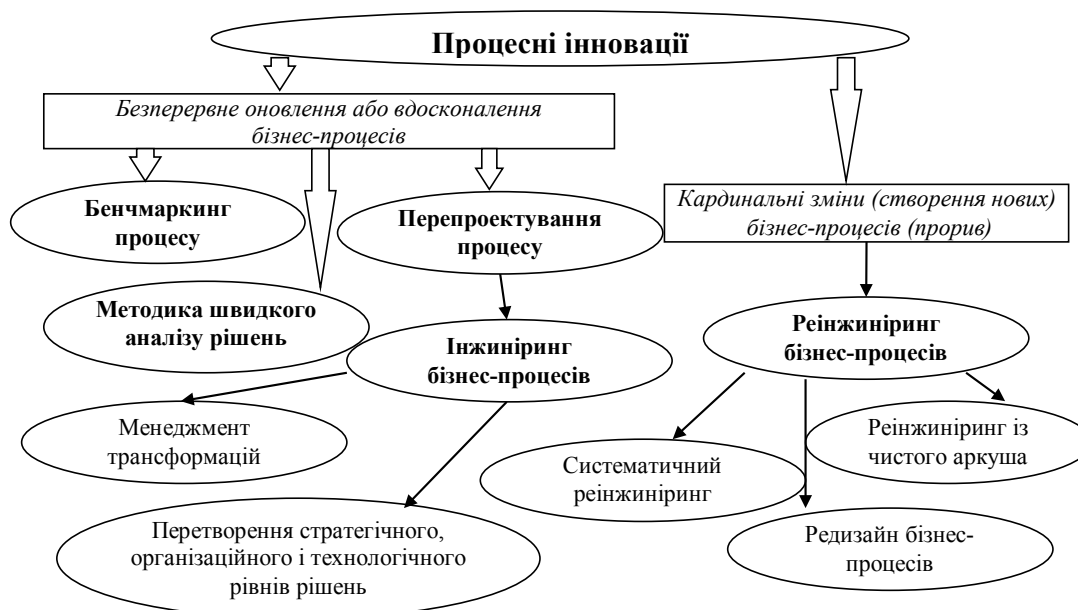 Процесні інновації
Безперервне оновлення або вдосконалення
бізнес-процесів
Бенчмаркинг
процесу
Перепроектування
процесу
Кардинальні зміни (створення нових)
бізнес-процесів (прорив)
Методика швидкого
аналізу рішень
Інжиніринг
бізнес-процесів
Реінжиніринг
бізнес-процесів
Менеджмент
трансформацій
Систематичний
реінжиніринг
Реінжиніринг із
чистого аркуша
Перетворення стратегічного,
організаційного і технологічного
рівнів рішень
Редизайн бізнес-
процесів